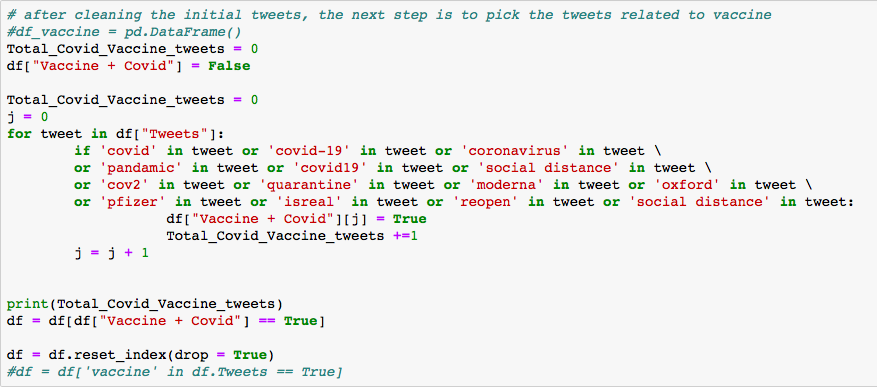 # after cleaning the initial tweets, the next step is to pick the tweets related to vaccine
#df_vaccine = pd.DataFrame()
Total_Covid_Vaccine_tweets = 0
df["Vaccine + Covid"] = False

Total_Covid_Vaccine_tweets = 0
j = 0
for tweet in df["Tweets"]:
        if 'covid' in tweet or 'covid-19' in tweet or 'coronavirus' in tweet \
        or 'pandamic' in tweet or 'covid19' in tweet or 'social distance' in tweet \
        or 'cov2' in tweet or 'quarantine' in tweet or 'moderna' in tweet or 'oxford' in tweet \
        or 'pfizer' in tweet or 'isreal' in tweet or 'reopen' in tweet or 'social distance' in tweet:
                   df["Vaccine + Covid"][j] = True
                   Total_Covid_Vaccine_tweets +=1
        j = j + 1


print(Total_Covid_Vaccine_tweets)
df = df[df["Vaccine + Covid"] == True]

df = df.reset_index(drop = True)
#df = df['vaccine' in df.Tweets == True]